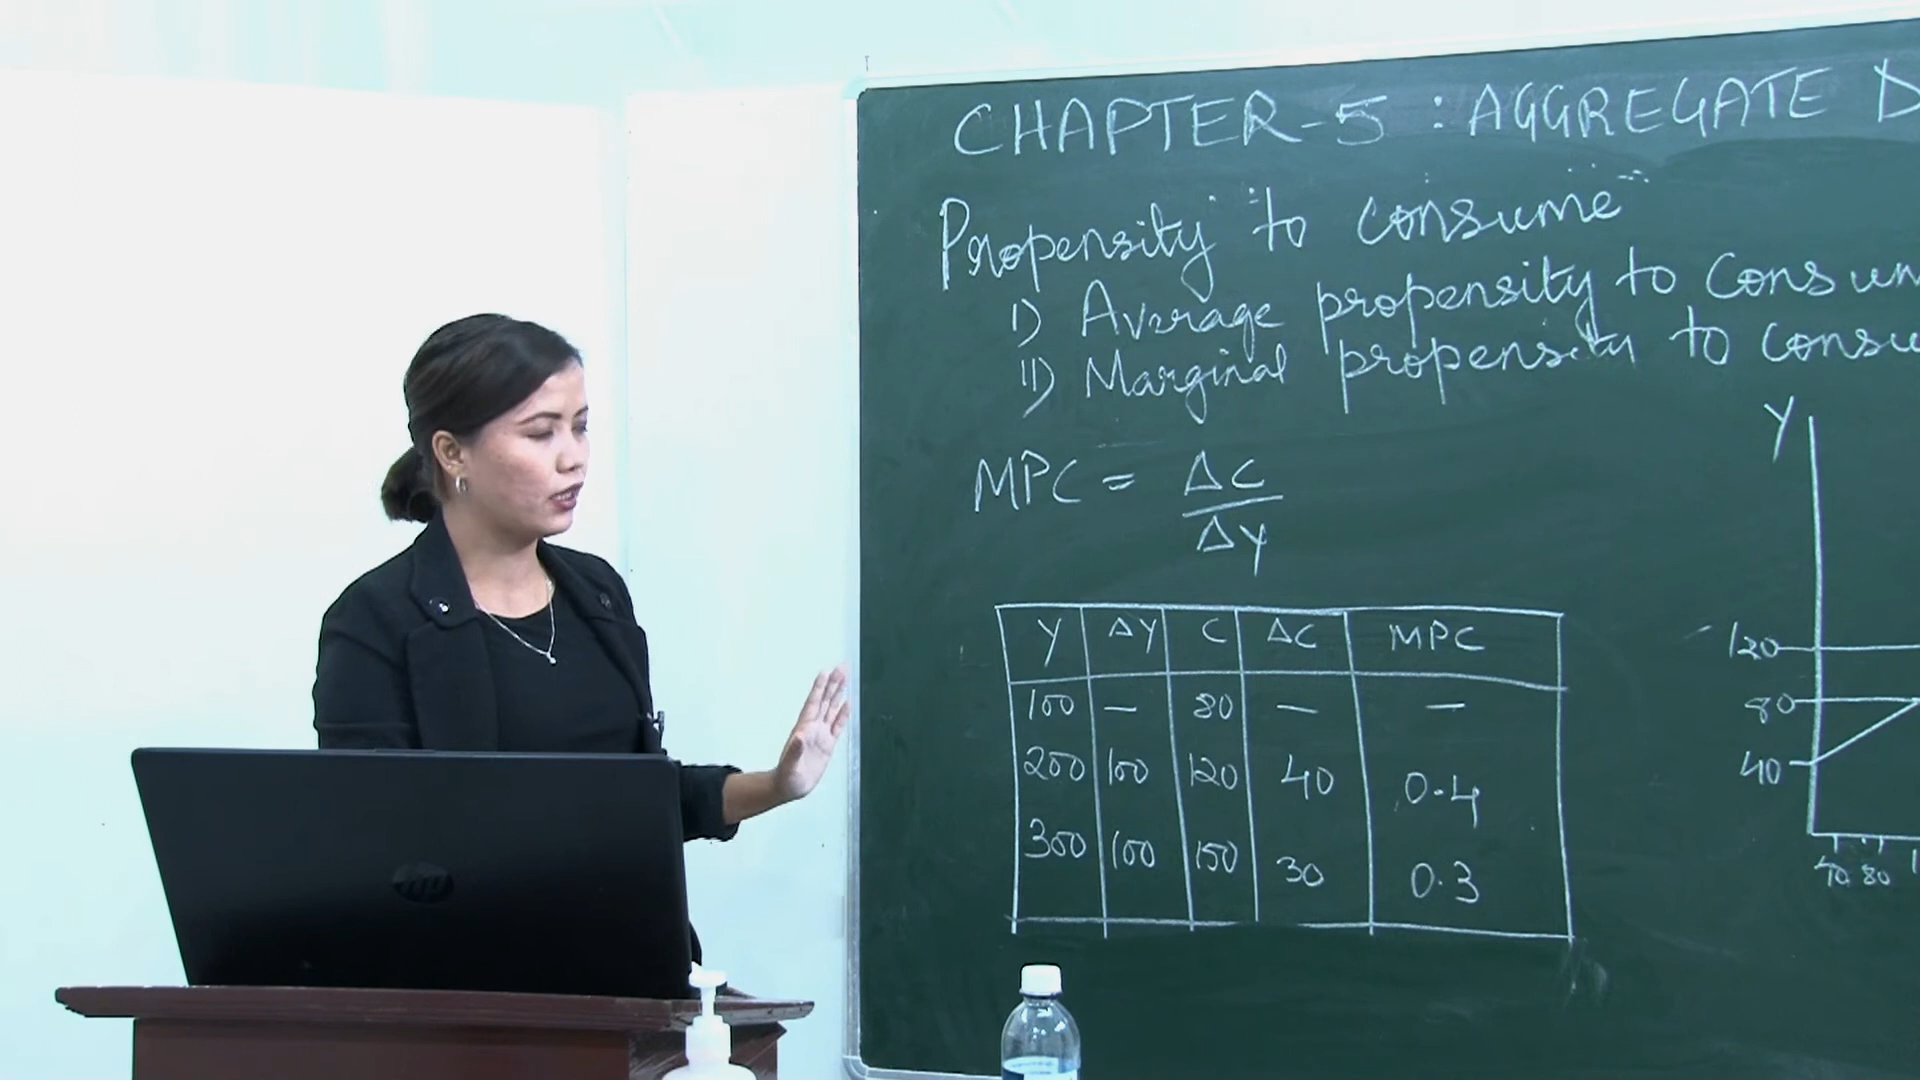 CHAPTER-5 : AGGREGATE D
Propensity to consume
I) Average propensity to consum
II) Marginal propensity to consu
MPC = ΔC
ΔY
Y ΔY C ΔC MPC
100 — 80 — —
200 100 120 40 0.4
300 100 150 30 0.3
Y
120
80
40
40 80 1
hp